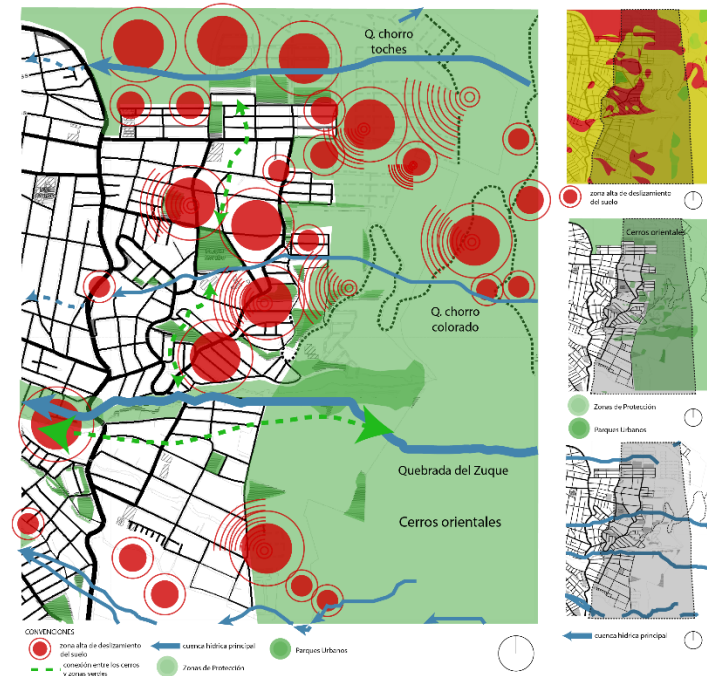 Q. chorro
toches
Q. chorro
colorado
Quebrada del Zuque
Cerros orientales
CONVENCIONES
zona alta de deslizamiento
del suelo
cuenca hídrica principal
Parques Urbanos
conexión entre los cerros
y zonas verdes
Zonas de Protección
zona alta de deslizamiento
del suelo
Cerros orientales
Zonas de Protección
Parques Urbanos
cuenca hídrica principal